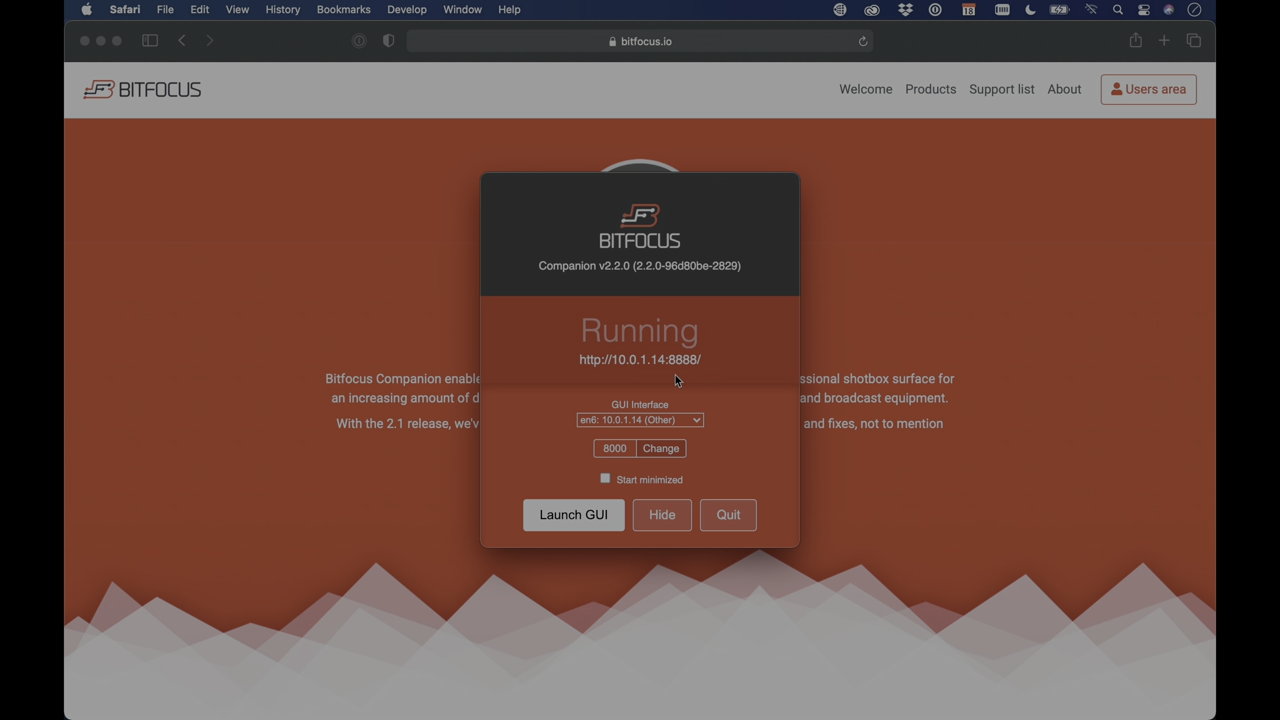 Safari File Edit View History Bookmarks Develop Window Help
18
bitfocus.io
BITFOCUS
Welcome Products Support list About Users area
BITFOCUS
Companion v2.2.0 (2.2.0-96d80be-2829)
Running
http://10.0.1.14:8888/
Bitfocus Companion enable
ssional shotbox surface for
an increasing amount of d
and broadcast equipment.
With the 2.1 release, we'v
and fixes, not to mention
GUI Interface
en6: 10.0.1.14 (Other)
8000 Change
Start minimized
Launch GUI Hide Quit